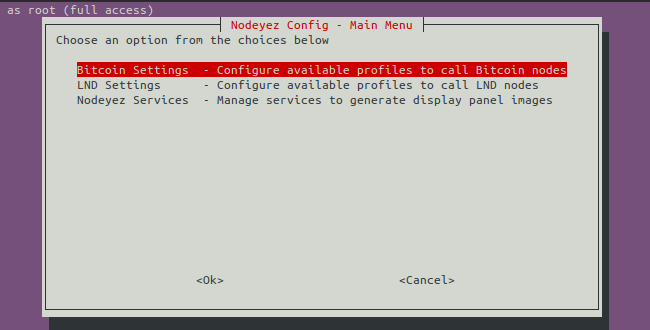 as root (full access)
Nodeyez Config - Main Menu
Choose an option from the choices below
Bitcoin Settings - Configure available profiles to call Bitcoin nodes
LND Settings - Configure available profiles to call LND nodes
Nodeyez Services - Manage services to generate display panel images
<Ok> <Cancel>